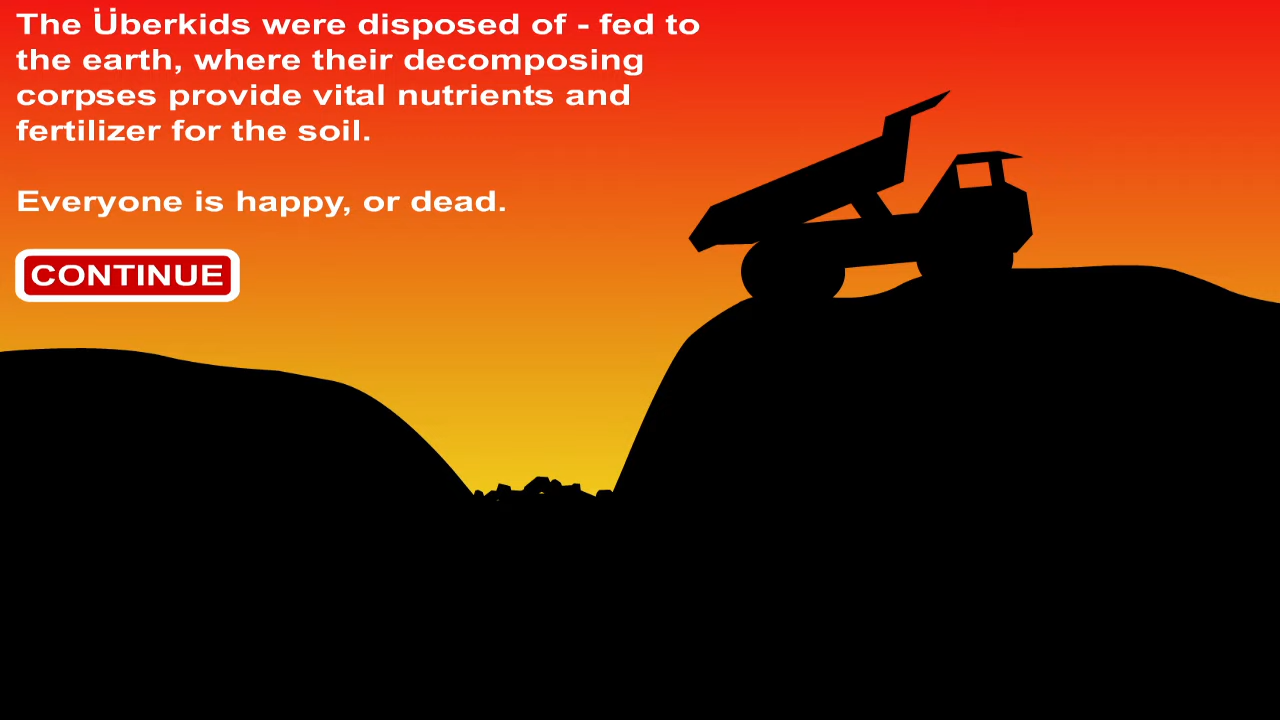 The Überkids were disposed of - fed to
the earth, where their decomposing
corpses provide vital nutrients and
fertilizer for the soil.
Everyone is happy, or dead.
CONTINUE